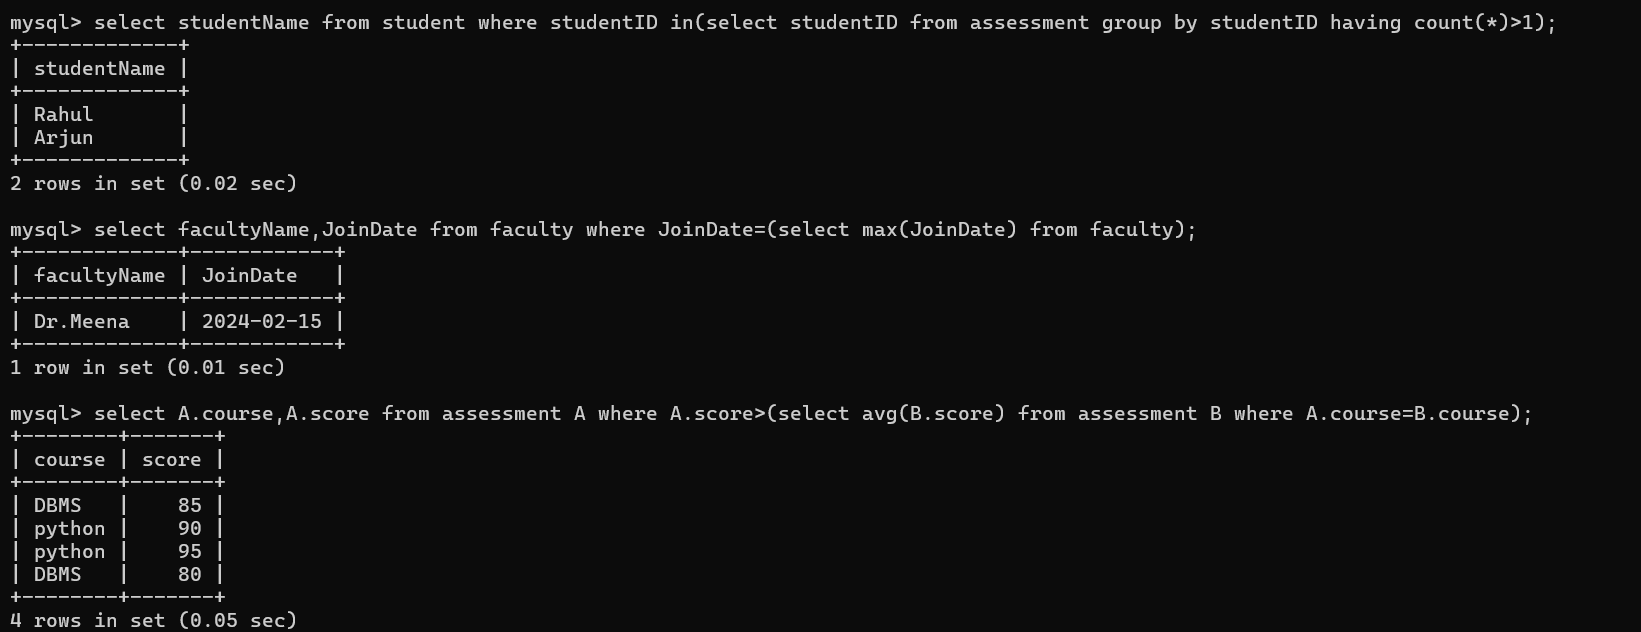 mysql> select studentName from student where studentID in(select studentID from assessment group by studentID having count(*)>1);
+-------------+
| studentName |
+-------------+
| Rahul       |
| Arjun       |
+-------------+
2 rows in set (0.02 sec)

mysql> select facultyName,JoinDate from faculty where JoinDate=(select max(JoinDate) from faculty);
+-------------+------------+
| facultyName | JoinDate   |
+-------------+------------+
| Dr.Meena    | 2024-02-15 |
+-------------+------------+
1 row in set (0.01 sec)

mysql> select A.course,A.score from assessment A where A.score>(select avg(B.score) from assessment B where A.course=B.course);
+--------+-------+
| course | score |
+--------+-------+
| DBMS   |    85 |
| python |    90 |
| python |    95 |
| DBMS   |    80 |
+--------+-------+
4 rows in set (0.05 sec)